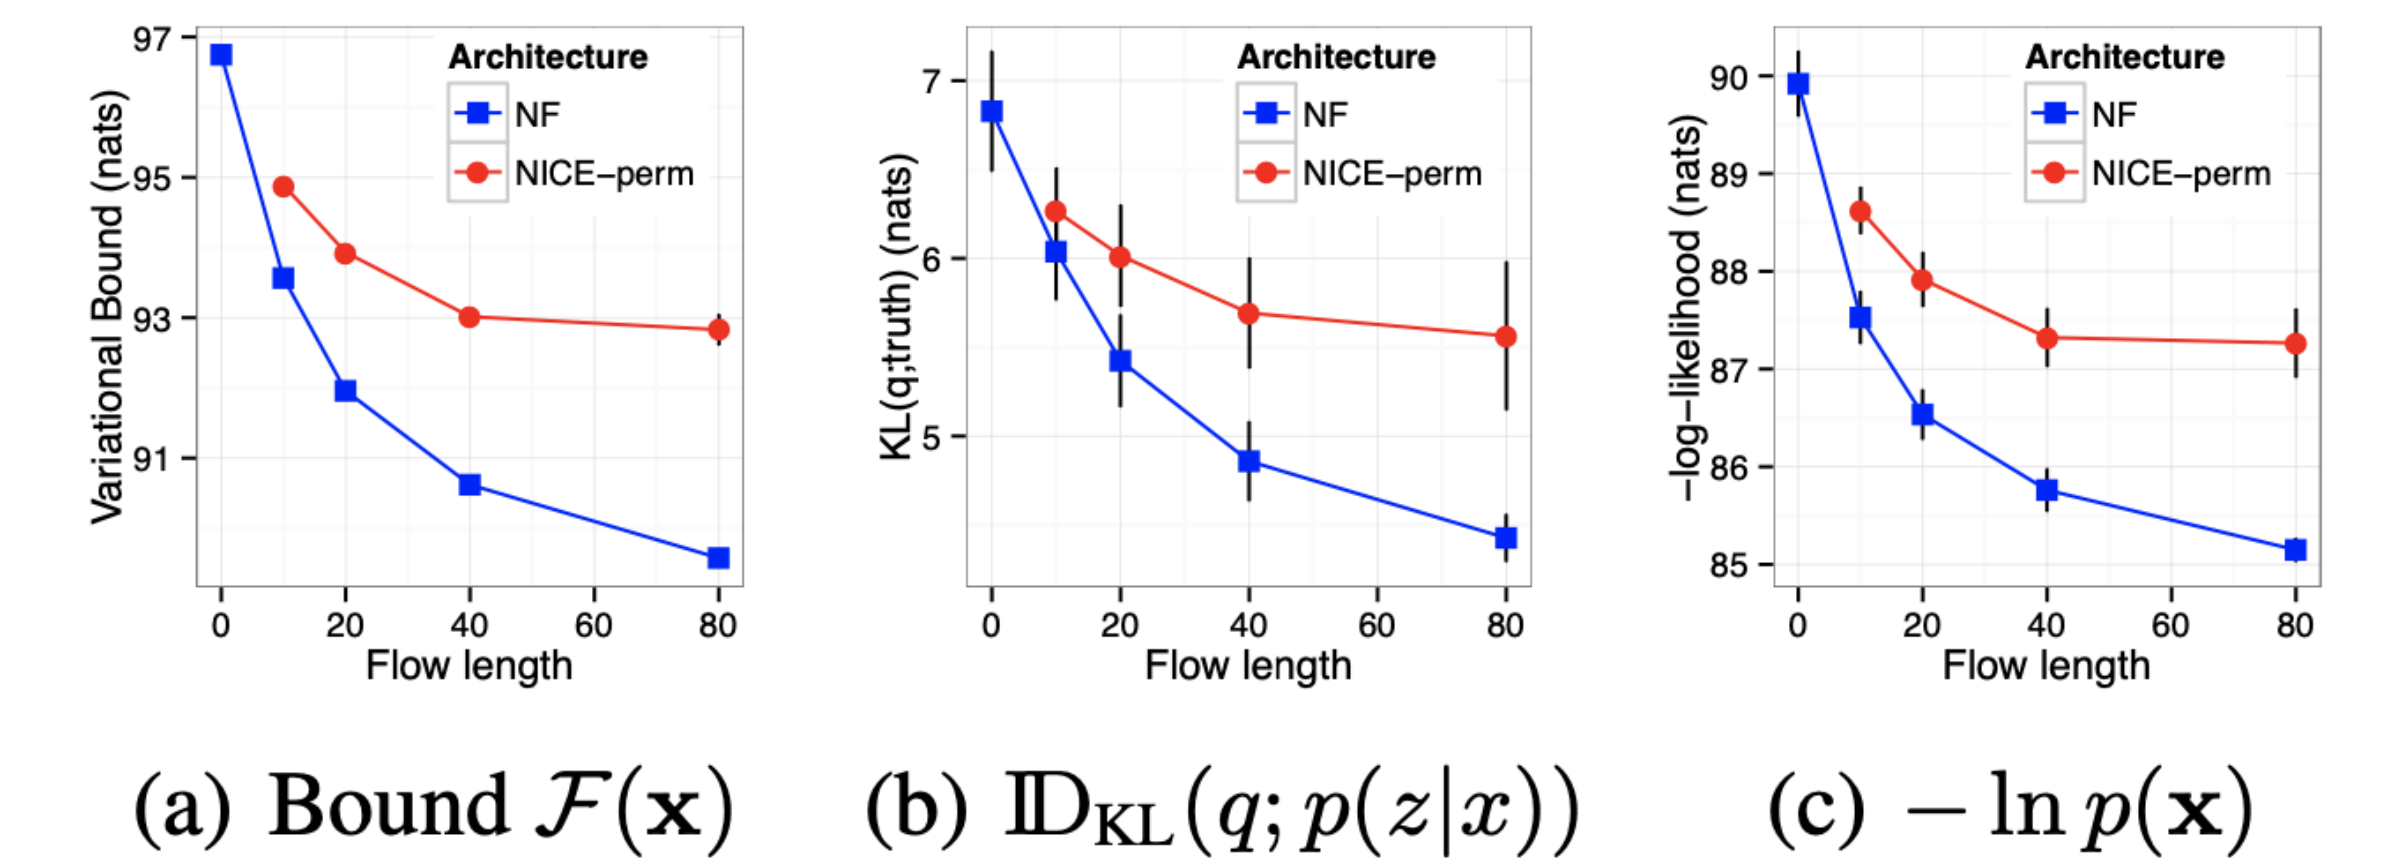 97
95
93
91
Variational Bound (nats)
Architecture
NF
NICE–perm
0 20 40 60 80
Flow length
(a) Bound ℱ(𝐱)
7
6
5
KL(q;truth) (nats)
Architecture
NF
NICE–perm
0 20 40 60 80
Flow length
(b) 𝔻KL(q; p(z|x))
90
89
88
87
86
85
–log–likelihood (nats)
Architecture
NF
NICE–perm
0 20 40 60 80
Flow length
(c) − ln p(𝐱)